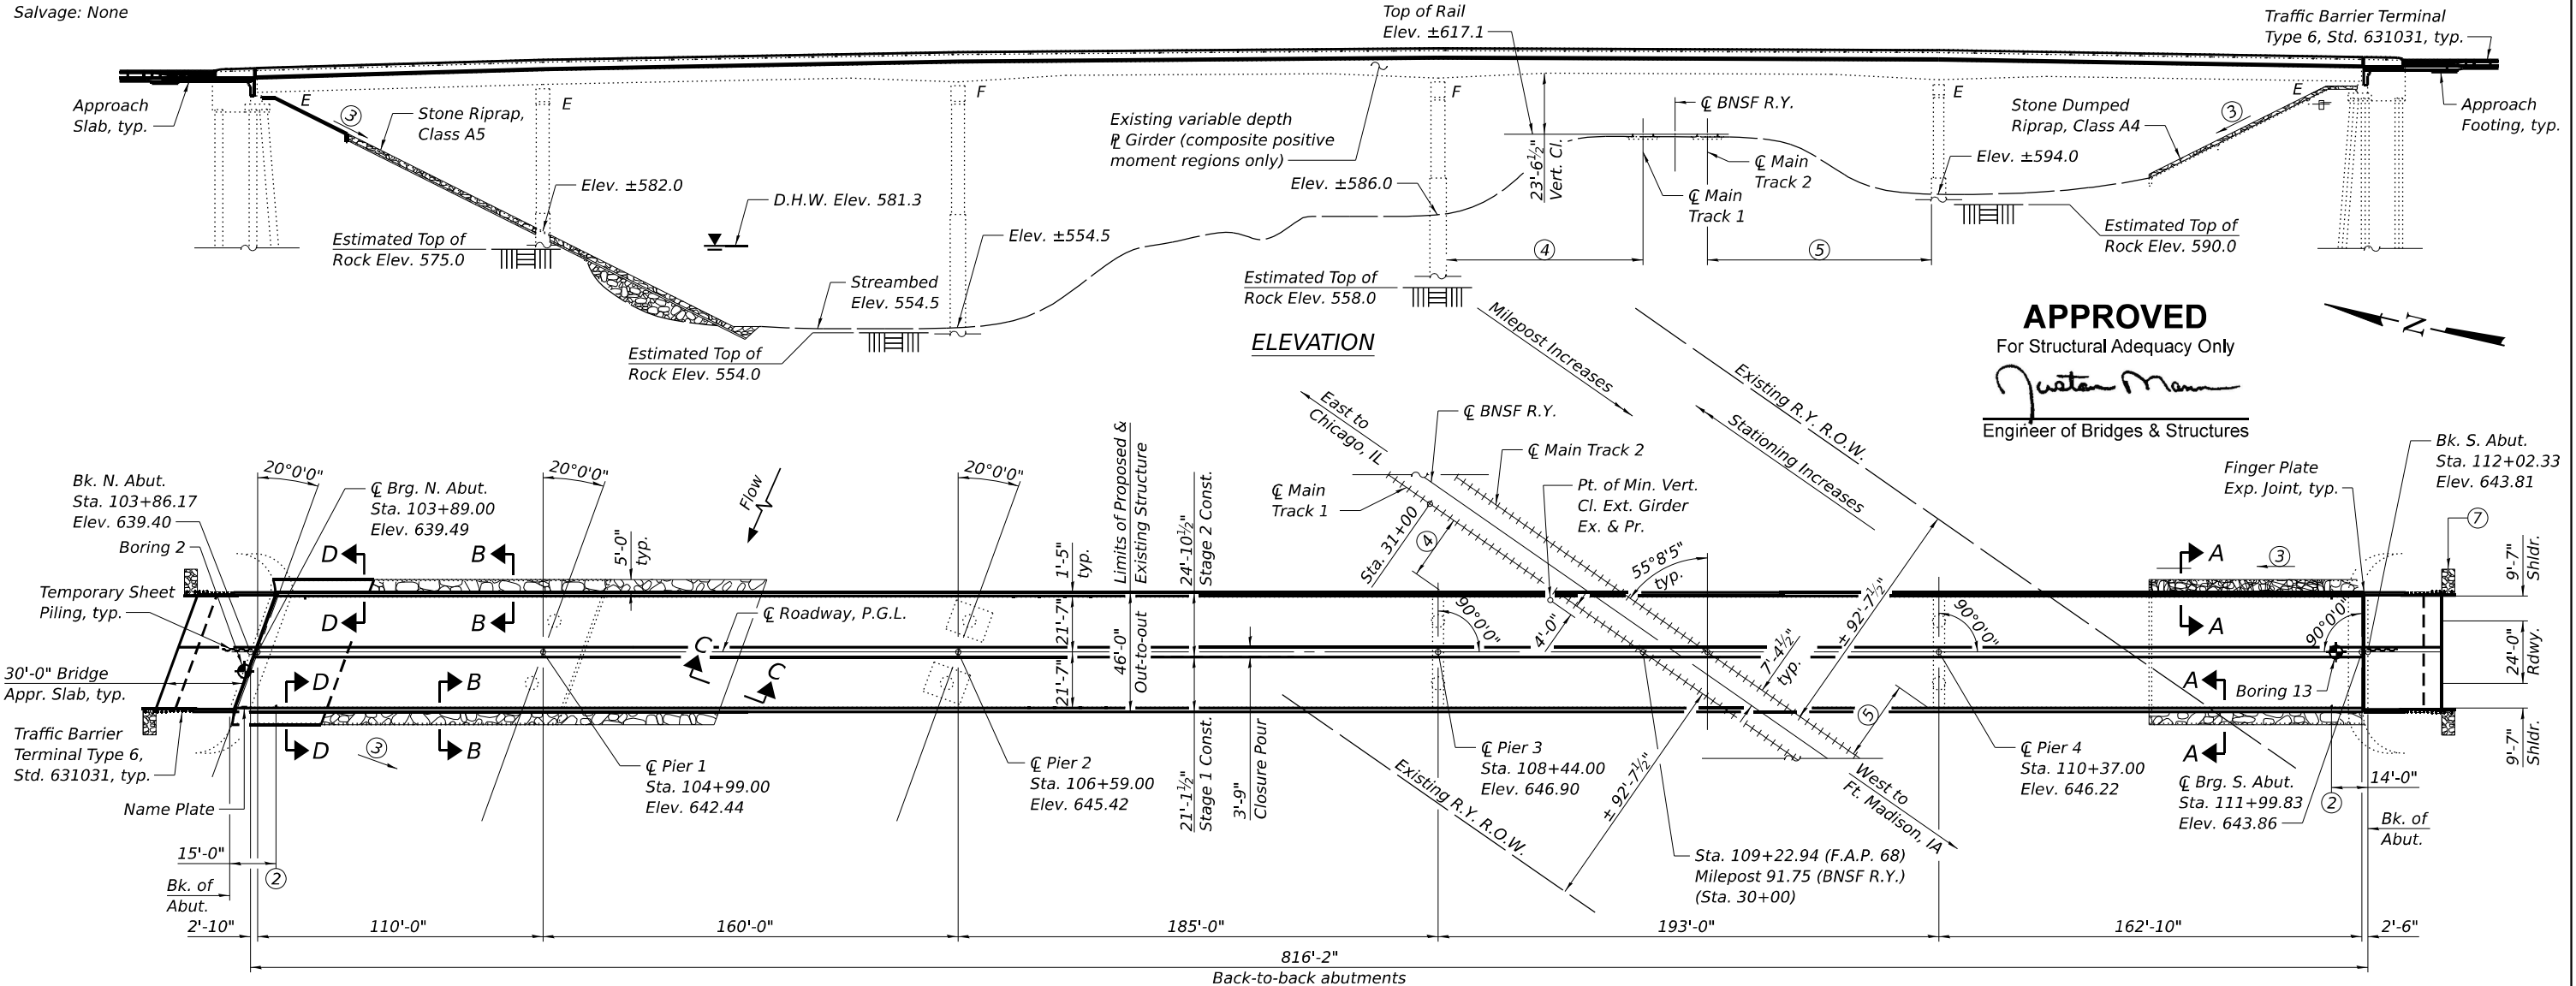 Salvage: None
Top of Rail
Elev. ±617.1
Traffic Barrier Terminal
Type 6, Std. 631031, typ.
Approach
Slab, typ.
E
③
Stone Riprap,
Class A5
E
F
Existing variable depth
℄ Girder (composite positive
moment regions only)
F
23'-6½"
Vert. Cl.
℄ BNSF R.Y.
℄ Main
Track 1
℄ Main
Track 2
E
Stone Dumped
Riprap, Class A4
E
③
Approach
Footing, typ.
Elev. ±582.0
D.H.W. Elev. 581.3
Elev. ±586.0
Elev. ±594.0
Estimated Top of
Rock Elev. 575.0
Elev. ±554.5
④
⑤
Estimated Top of
Rock Elev. 590.0
Streambed
Elev. 554.5
Estimated Top of
Rock Elev. 558.0
Estimated Top of
Rock Elev. 554.0
ELEVATION
APPROVED
For Structural Adequacy Only
Engineer of Bridges & Structures
N
Milepost Increases
Existing R.Y. R.O.W.
Stationing Increases
East to
Chicago, IL
℄ BNSF R.Y.
℄ Main Track 2
℄ Main
Track 1
Sta. 31+00
④
Pt. of Min. Vert.
Cl. Ext. Girder
Ex. & Pr.
55°8'5"
typ.
Finger Plate
Exp. Joint, typ.
Bk. S. Abut.
Sta. 112+02.33
Elev. 643.81
⑦
Bk. N. Abut.
Sta. 103+86.17
Elev. 639.40
Boring 2
20°0'0"
℄ Brg. N. Abut.
Sta. 103+89.00
Elev. 639.49
20°0'0"
Flow
20°0'0"
Temporary Sheet
Piling, typ.
D
D
B
B
5'-0"
typ.
℄ Roadway, P.G.L.
C
C
1'-5"
typ.
Limits of Proposed &
Existing Structure
24'-10½"
Stage 2 Const.
21'-7"
21'-7"
46'-0"
Out-to-out
21'-1½"
Stage 1 Const.
3'-9"
Closure Pour
90°0'0"
4'-0"
7'-4½"
typ.
± 92'-7½"
± 92'-7½"
90°0'0"
⑤
A
A
③
90°0'0"
9'-7"
Shldr.
24'-0"
Rdwy.
9'-7"
Shldr.
30'-0" Bridge
Appr. Slab, typ.
D
D
B
B
A
A
Boring 13
Traffic Barrier
Terminal Type 6,
Std. 631031, typ.
③
Name Plate
℄ Pier 1
Sta. 104+99.00
Elev. 642.44
℄ Pier 2
Sta. 106+59.00
Elev. 645.42
℄ Pier 3
Sta. 108+44.00
Elev. 646.90
Existing R.Y. R.O.W.
West to
Ft. Madison, IA
℄ Pier 4
Sta. 110+37.00
Elev. 646.22
℄ Brg. S. Abut.
Sta. 111+99.83
Elev. 643.86
②
14'-0"
Bk. of
Abut.
Sta. 109+22.94 (F.A.P. 68)
Milepost 91.75 (BNSF R.Y.)
(Sta. 30+00)
15'-0"
②
Bk. of
Abut.
2'-10"
110'-0"
160'-0"
185'-0"
193'-0"
162'-10"
2'-6"
816'-2"
Back-to-back abutments